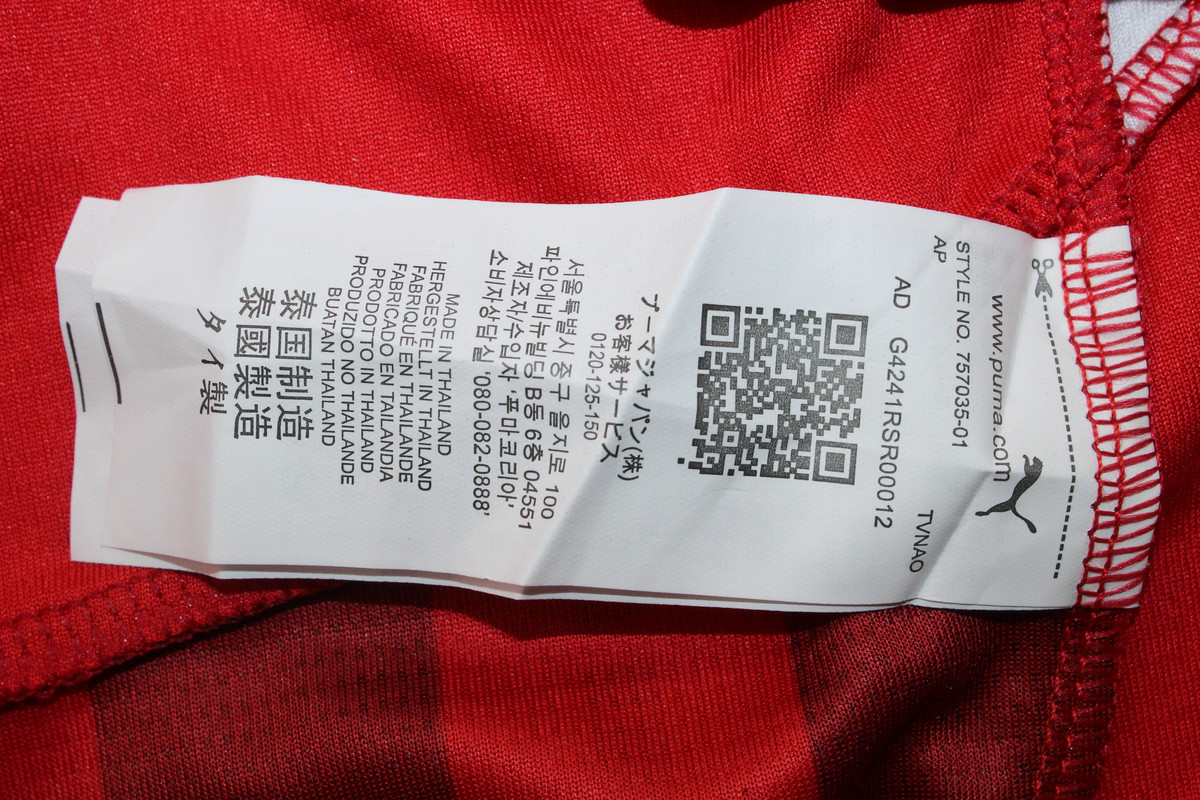 www.puma.com
STYLE NO. 757035-01
AP
TVNAO
AD G4241RSR00012
プーマジャパン(株)
お客様サービス
0120-125-150
서울특별시 중구 을지로 100
파인에비뉴빌딩 B동 6층 04551
제조자/수입자 '푸마코리아'
소비자상담실 '080-082-0888'
MADE IN THAILAND
HERGESTELLT IN THAILAND
FABRIQUÉ EN THAÏLANDE
FABRICADO EN TAILANDIA
PRODOTTO IN THAILANDIA
PRODUZIDO NO THAILANDE
BUATAN THAILAND
泰国制造
泰國製造
タイ製